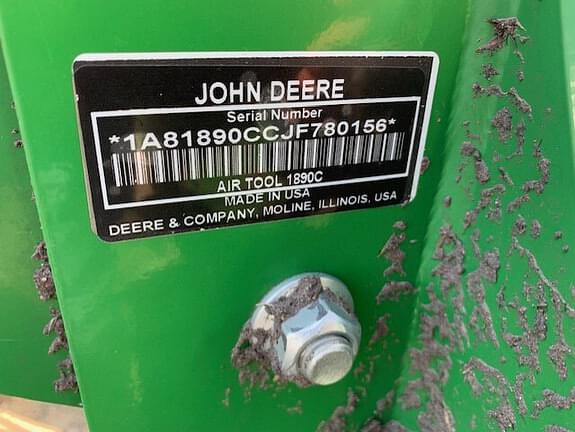 JOHN DEERE
Serial Number
*1A81890CCJF780156*
AIR TOOL 1890C
MADE IN USA
DEERE & COMPANY, MOLINE, ILLINOIS, USA